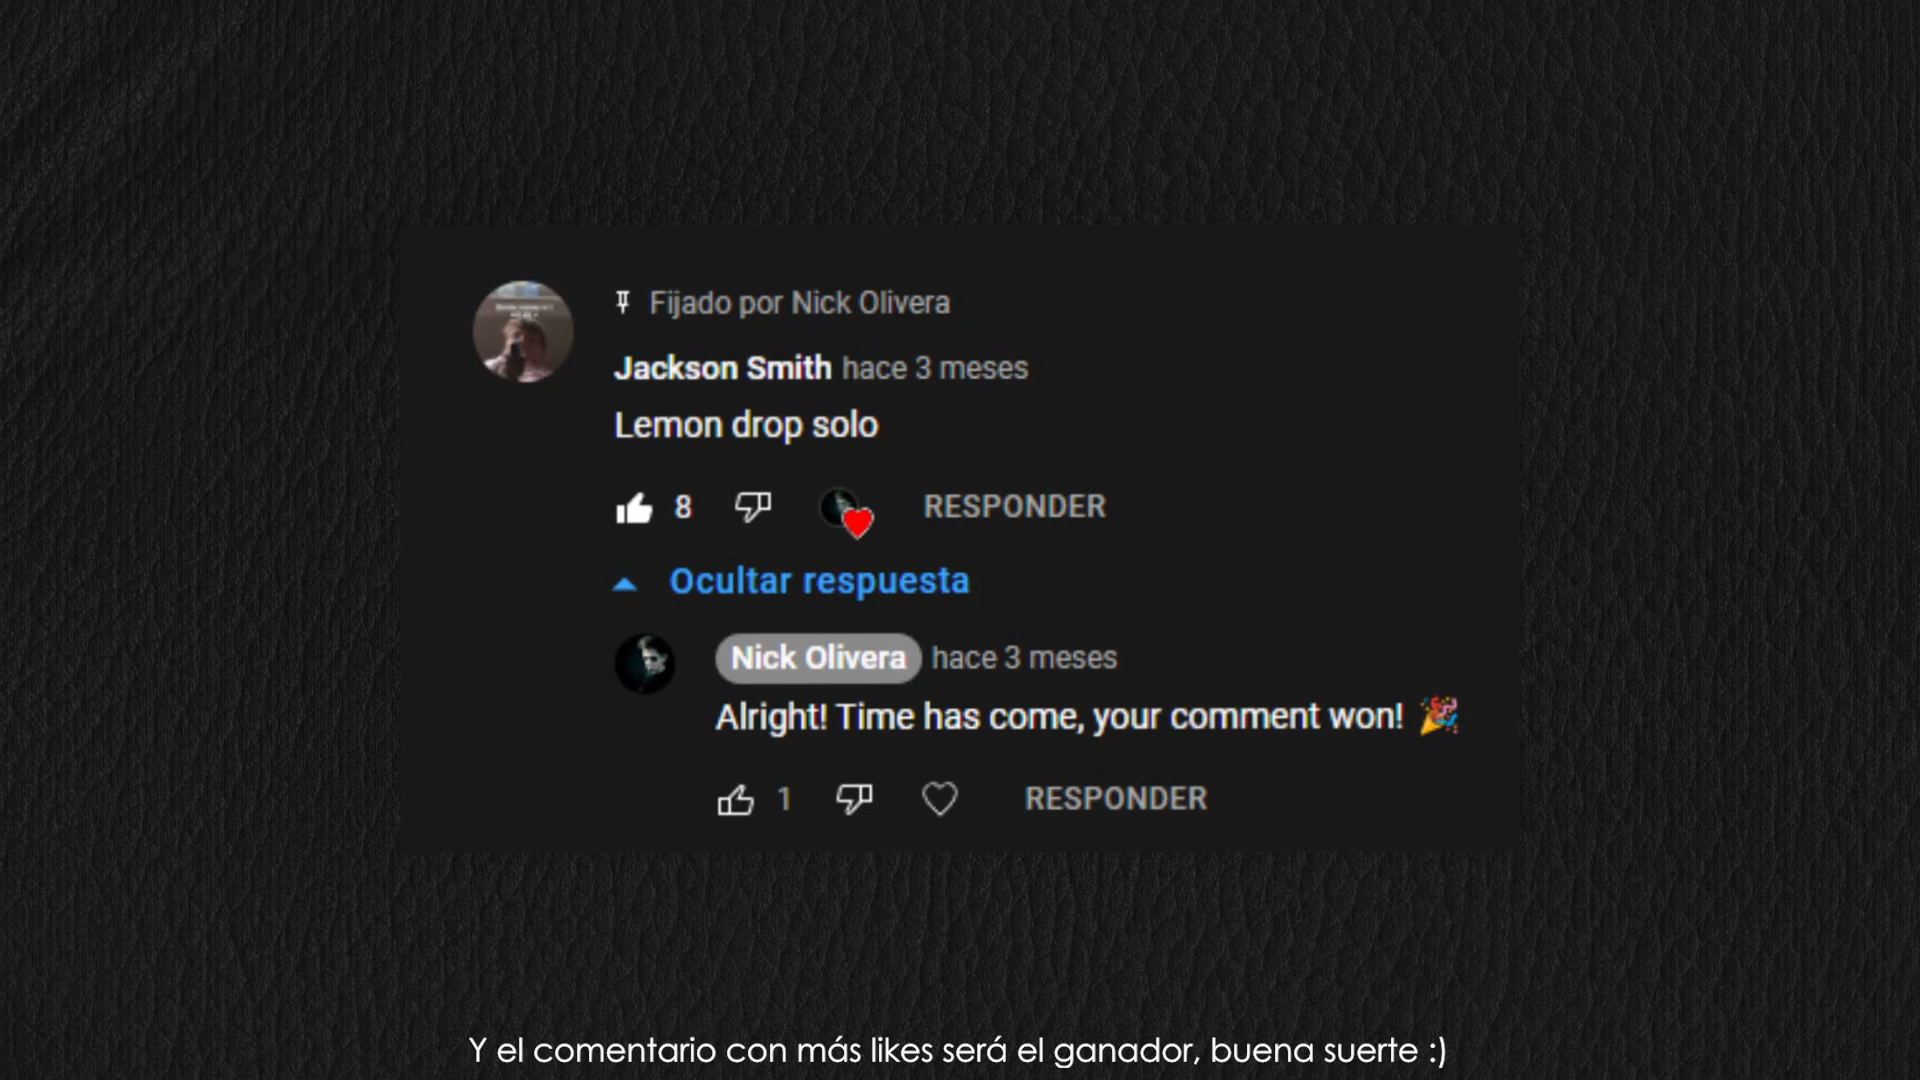 Fijado por Nick Olivera
Jackson Smith hace 3 meses
Lemon drop solo
8 RESPONDER
Ocultar respuesta
Nick Olivera hace 3 meses
Alright! Time has come, your comment won! 🎉
1 RESPONDER
Y el comentario con más likes será el ganador, buena suerte :)